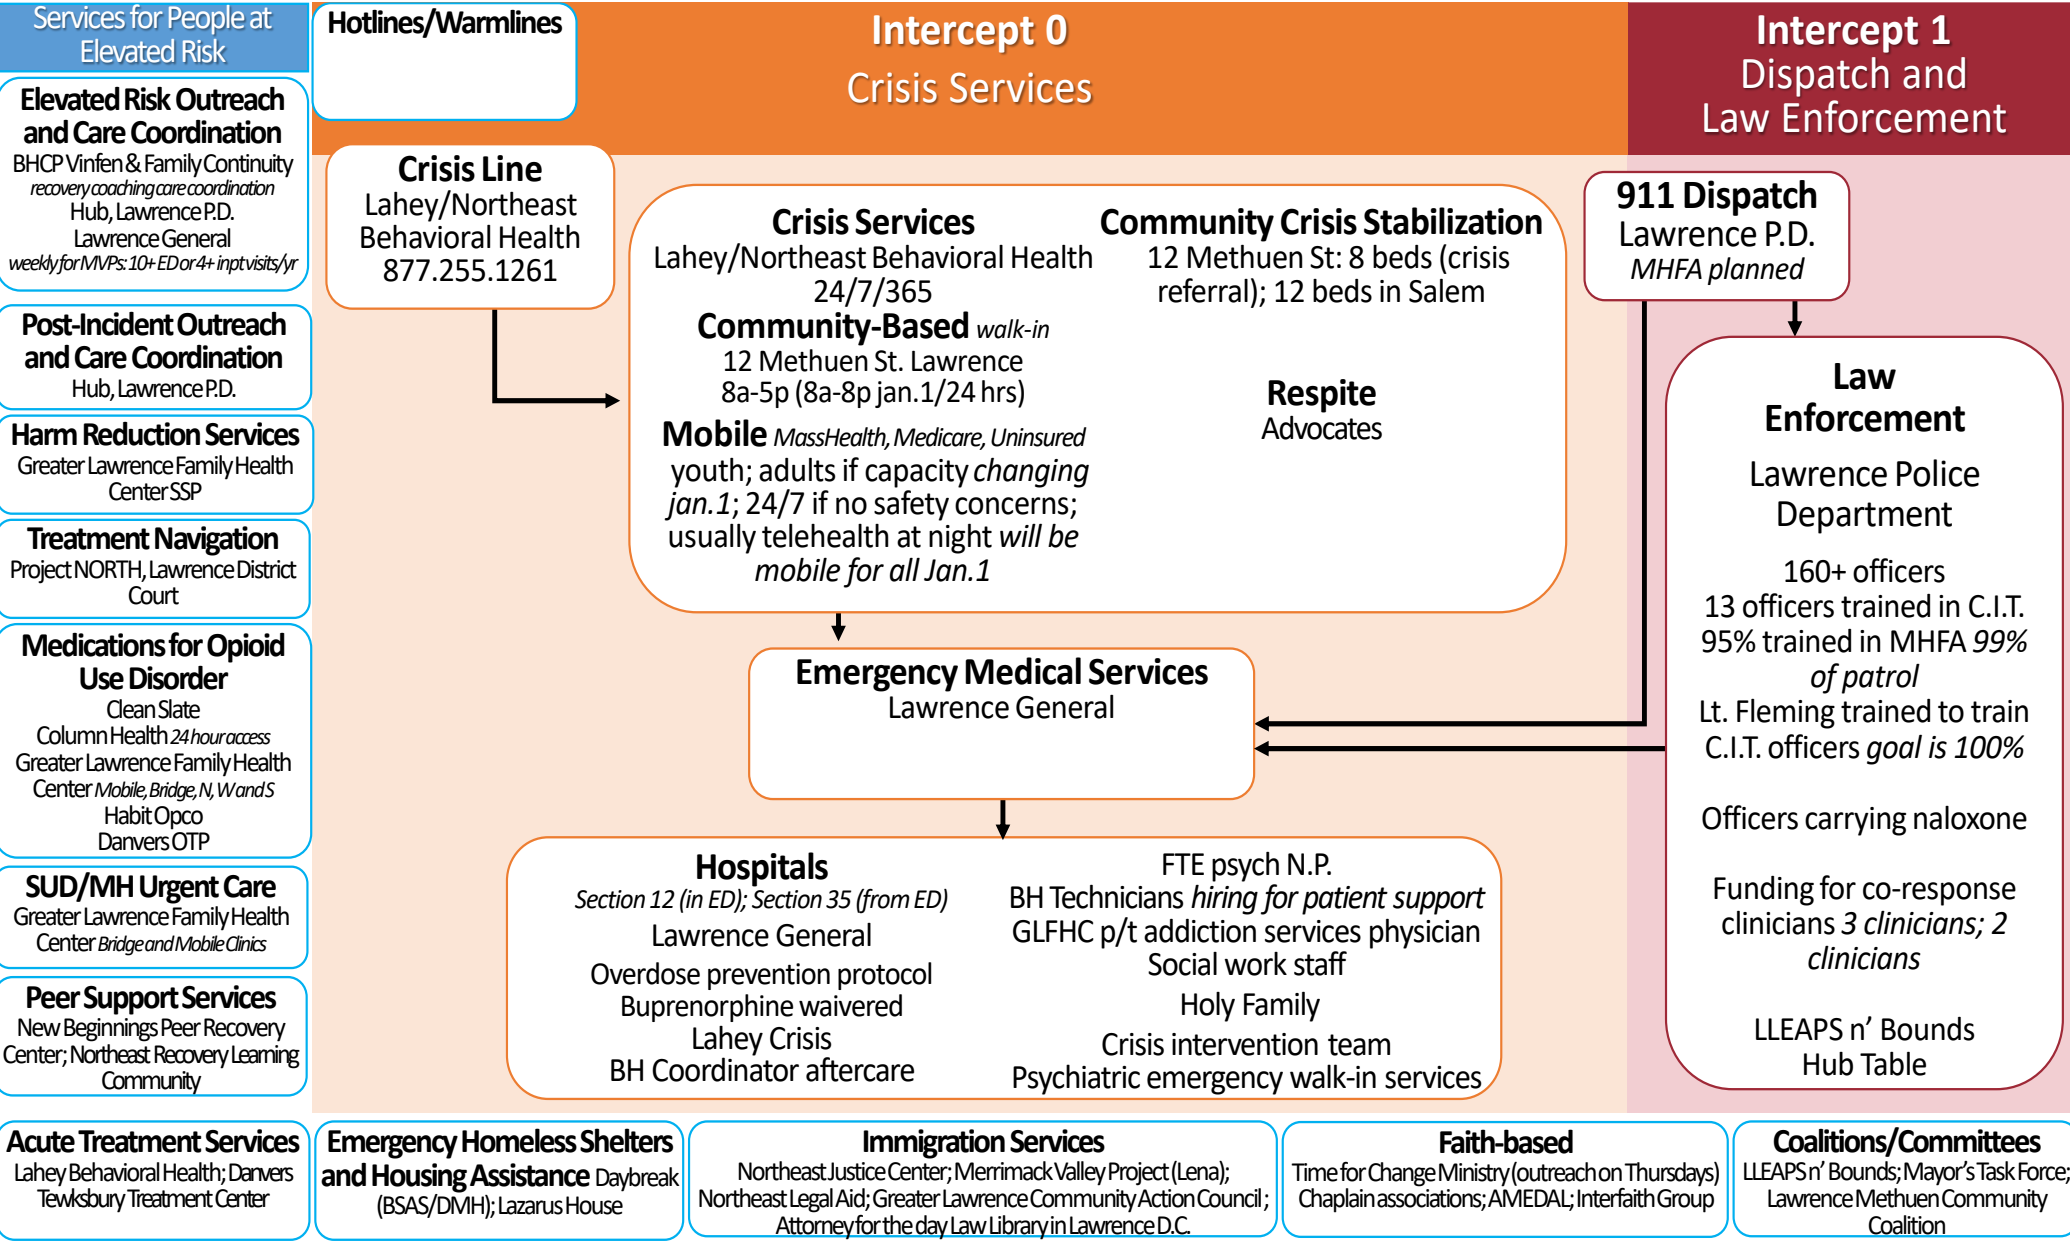 Services for People at
Elevated Risk
Elevated Risk Outreach
and Care Coordination
BHCP Vinfen & Family Continuity
recovery coaching care coordination
Hub, Lawrence P.D.
Lawrence General
weekly for MVPs: 10+ ED or 4+ inpt visits/yr
Post-Incident Outreach
and Care Coordination
Hub, Lawrence P.D.
Harm Reduction Services
Greater Lawrence Family Health
Center SSP
Treatment Navigation
Project NORTH, Lawrence District
Court
Medications for Opioid
Use Disorder
Clean Slate
Column Health 24 hour access
Greater Lawrence Family Health
Center Mobile, Bridge, N, W and S
Habit Opco
Danvers OTP
SUD/MH Urgent Care
Greater Lawrence Family Health
Center Bridge and Mobile Clinics
Peer Support Services
New Beginnings Peer Recovery
Center; Northeast Recovery Learning
Community
Hotlines/Warmlines
Intercept 0
Crisis Services
Crisis Line
Lahey/Northeast
Behavioral Health
877.255.1261
Crisis Services
Lahey/Northeast Behavioral Health
24/7/365
Community-Based walk-in
12 Methuen St. Lawrence
8a-5p (8a-8p jan.1/24 hrs)
Mobile MassHealth, Medicare, Uninsured
youth; adults if capacity changing
jan.1; 24/7 if no safety concerns;
usually telehealth at night will be
mobile for all Jan.1
Community Crisis Stabilization
12 Methuen St: 8 beds (crisis
referral); 12 beds in Salem
Respite
Advocates
Emergency Medical Services
Lawrence General
Hospitals
Section 12 (in ED); Section 35 (from ED)
Lawrence General
Overdose prevention protocol
Buprenorphine waivered
Lahey Crisis
BH Coordinator aftercare
FTE psych N.P.
BH Technicians hiring for patient support
GLFHC p/t addiction services physician
Social work staff
Holy Family
Crisis intervention team
Psychiatric emergency walk-in services
Intercept 1
Dispatch and
Law Enforcement
911 Dispatch
Lawrence P.D.
MHFA planned
Law
Enforcement
Lawrence Police
Department
160+ officers
13 officers trained in C.I.T.
95% trained in MHFA 99%
of patrol
Lt. Fleming trained to train
C.I.T. officers goal is 100%
Officers carrying naloxone
Funding for co-response
clinicians 3 clinicians; 2
clinicians
LLEAPS n’ Bounds
Hub Table
Acute Treatment Services
Lahey Behavioral Health; Danvers
Tewksbury Treatment Center
Emergency Homeless Shelters
and Housing Assistance Daybreak
(BSAS/DMH); Lazarus House
Immigration Services
Northeast Justice Center; Merrimack Valley Project (Lena);
Northeast Legal Aid; Greater Lawrence Community Action Council;
Attorney for the day Law Library in Lawrence D.C.
Faith-based
Time for Change Ministry (outreach on Thursdays)
Chaplain associations; AMEDAL; Interfaith Group
Coalitions/Committees
LLEAPS n’ Bounds; Mayor’s Task Force;
Lawrence Methuen Community
Coalition